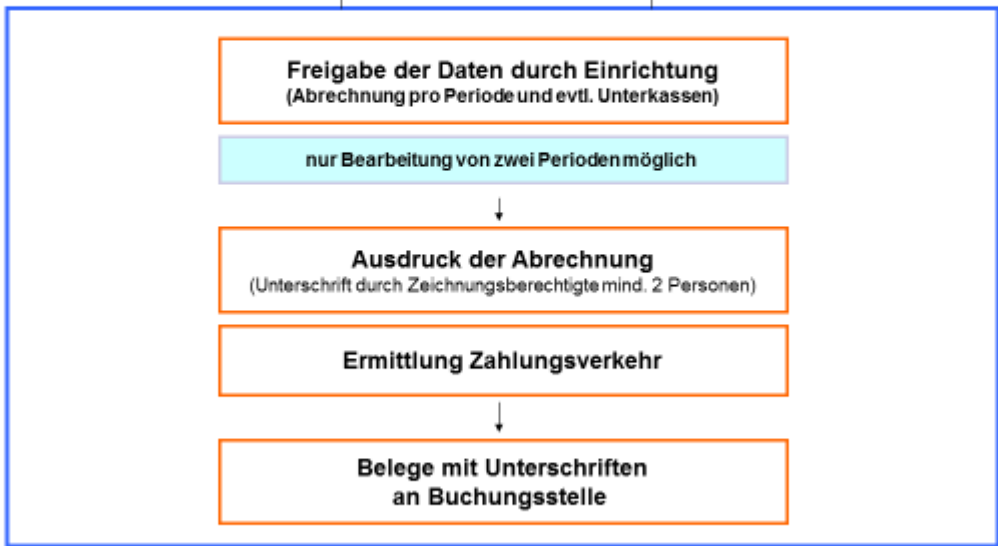 Freigabe der Daten durch Einrichtung
(Abrechnung pro Periode und evtl. Unterkassen)
nur Bearbeitung von zwei Perioden möglich
Ausdruck der Abrechnung
(Unterschrift durch Zeichnungsberechtigte mind. 2 Personen)
Ermittlung Zahlungsverkehr
Belege mit Unterschriften
an Buchungsstelle